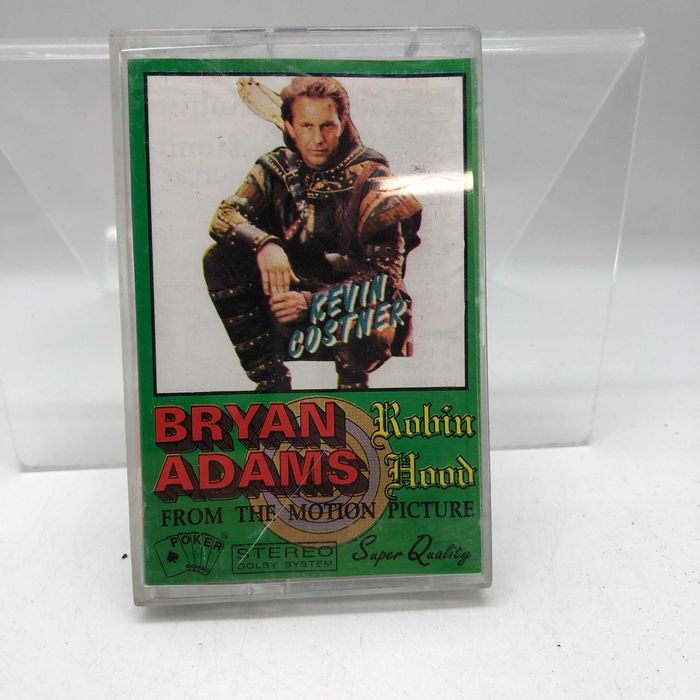 KEVIN
COSTNER
BRYAN
ADAMS
Robin
Hood
FROM THE MOTION PICTURE
POKER
STEREO
DOLBY SYSTEM
Super Quality